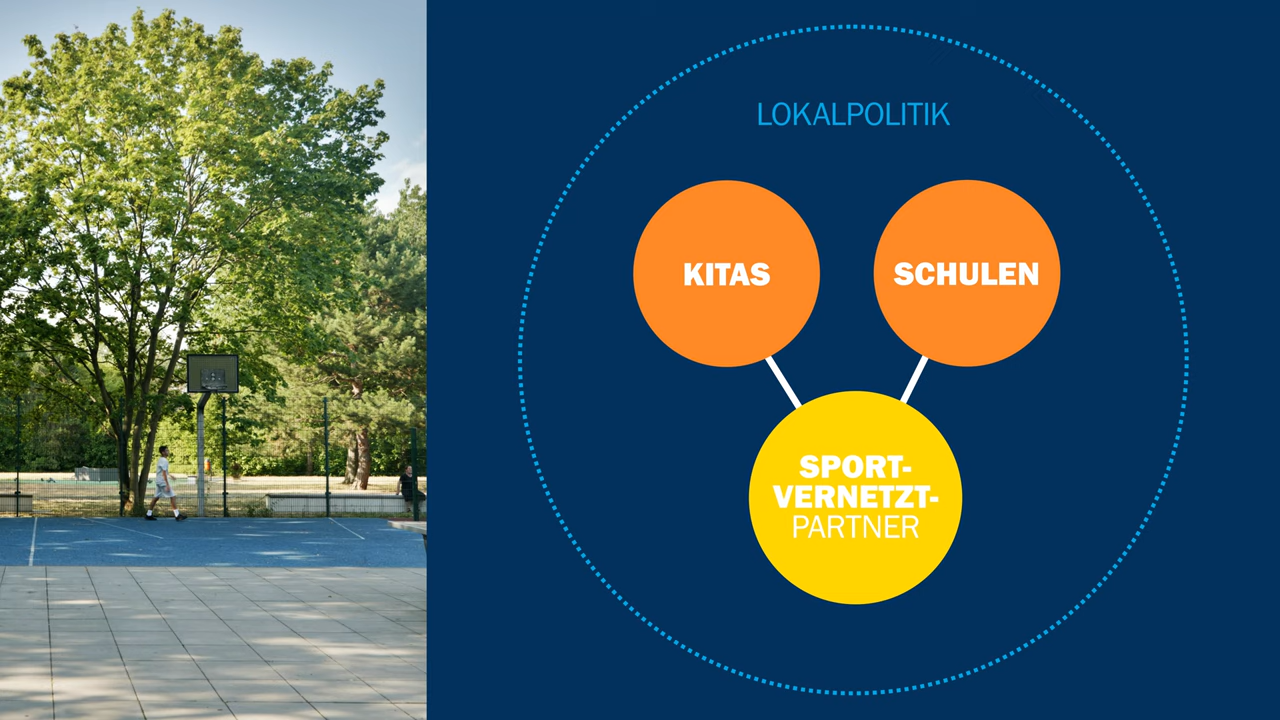 LOKALPOLITIK
KITAS
SCHULEN
SPORT-
VERNETZT-
PARTNER